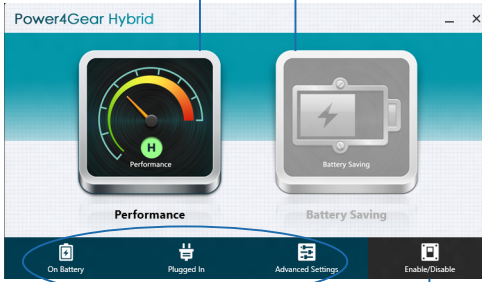 Power4Gear Hybrid
H
Performance
Battery Saving
Performance
Battery Saving
On Battery
Plugged In
Advanced Settings
Enable/Disable